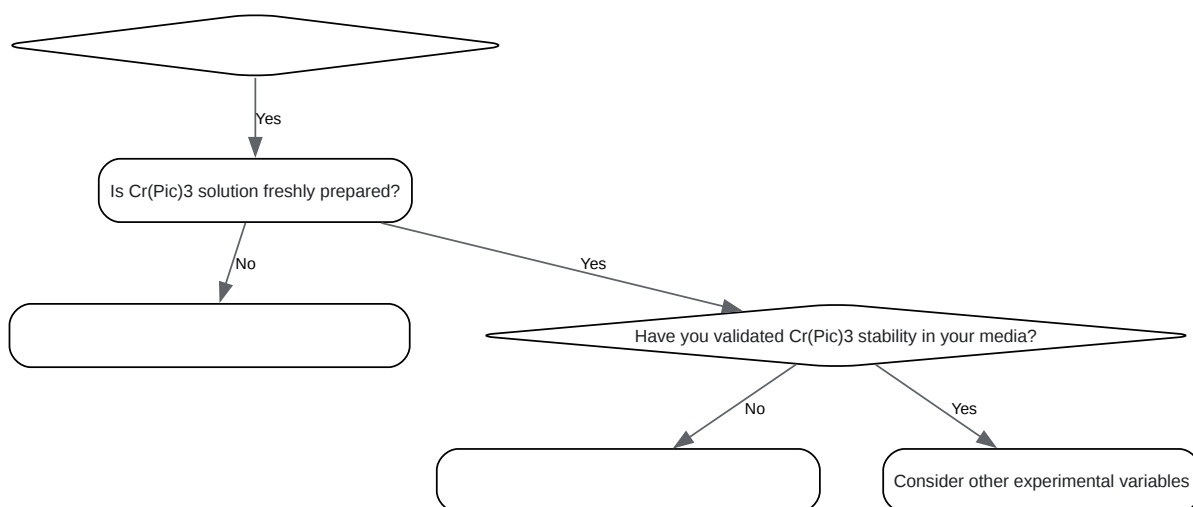 Yes
Is Cr(Pic)3 solution freshly prepared?
No
Yes
Have you validated Cr(Pic)3 stability in your media?
No
Yes
Consider other experimental variables